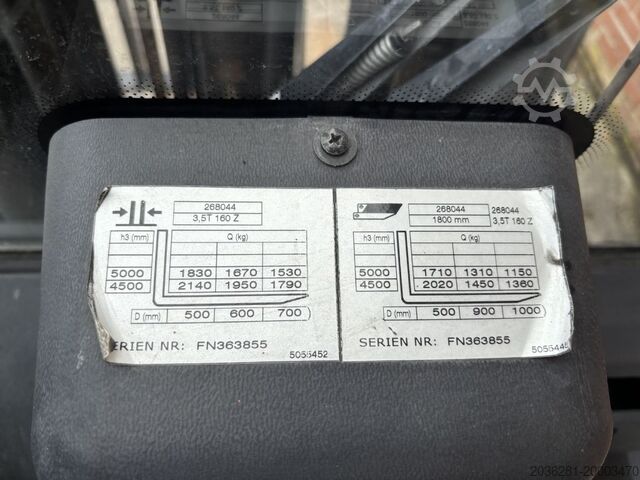 268044
3,5T 160 Z
h3 (mm) Q (kg)
5000 1830 1670 1530
4500 2140 1950 1790
D (mm) 500 600 700
ERIEN NR: FN363855
5055452
268044 268044
1800 mm 3,5T 160 Z
h3 (mm) Q (kg)
5000 1710 1310 1150
4500 2020 1450 1360
D (mm) 500 900 1000
SERIEN NR: FN363855
2036281-20003470